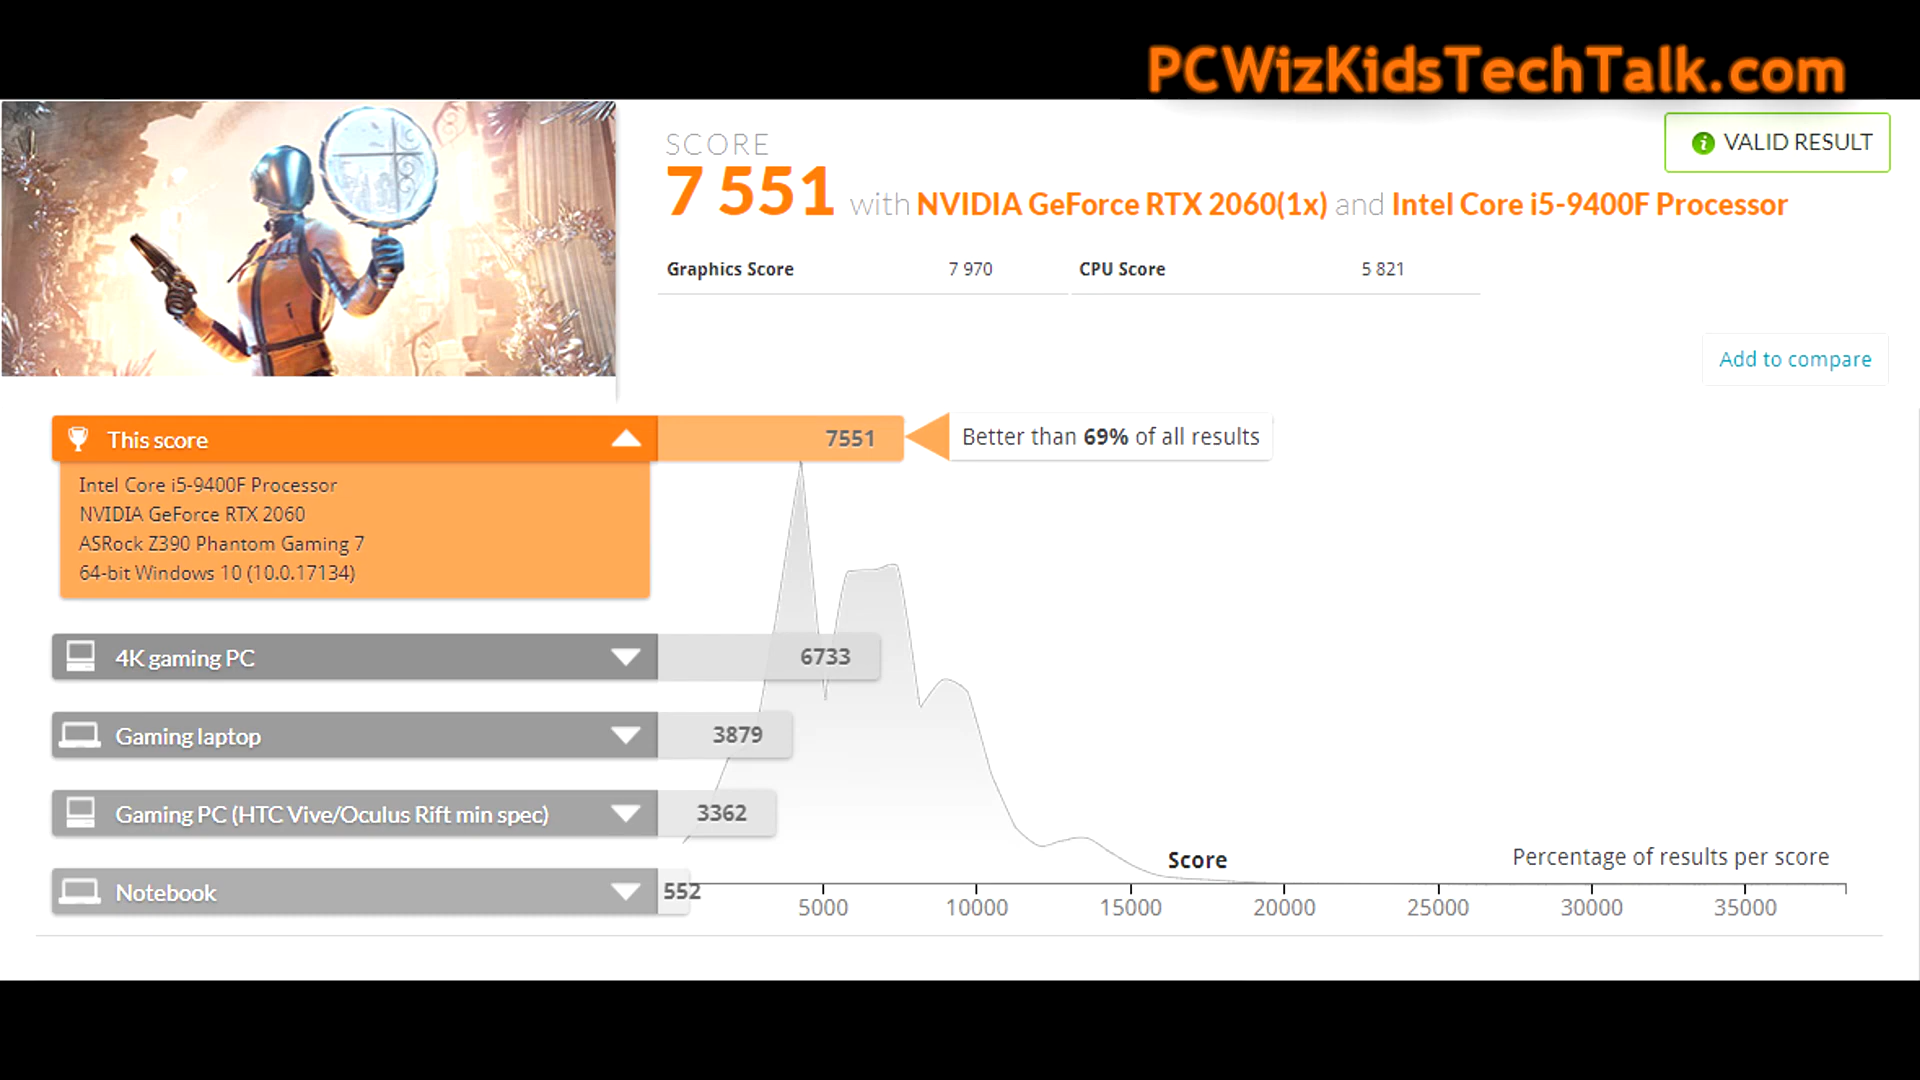 PCWizKidsTechTalk.com
VALID RESULT
SCORE
7 551 with NVIDIA GeForce RTX 2060(1x) and Intel Core i5-9400F Processor
Graphics Score 7 970 CPU Score 5 821
Add to compare
This score 7551 Better than 69% of all results
Intel Core i5-9400F Processor
NVIDIA GeForce RTX 2060
ASRock Z390 Phantom Gaming 7
64-bit Windows 10 (10.0.17134)
4K gaming PC 6733
Gaming laptop 3879
Gaming PC (HTC Vive/Oculus Rift min spec) 3362
Score Percentage of results per score
Notebook 552
5000 10000 15000 20000 25000 30000 35000